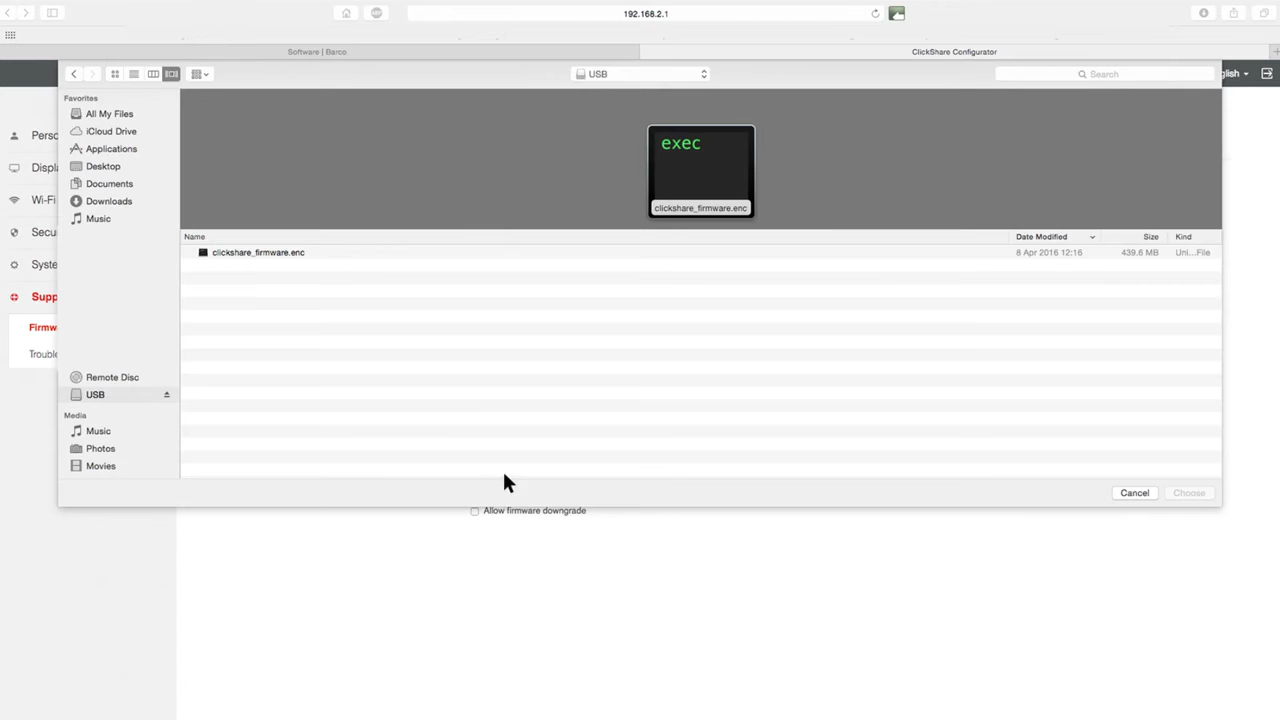 192.168.2.1
Software | Barco
ClickShare Configurator
USB
Search
glish
Favorites
All My Files
iCloud Drive
Applications
Desktop
Documents
Downloads
Music
Remote Disc
USB
Media
Music
Photos
Movies
Perso
Displa
Wi-Fi
Secu
Syste
Supp
Firmw
Trouble
exec
clickshare_firmware.enc
Name
Date Modified
Size
Kind
clickshare_firmware.enc
8 Apr 2016 12:16
439.6 MB
Uni...File
Cancel
Choose
Allow firmware downgrade